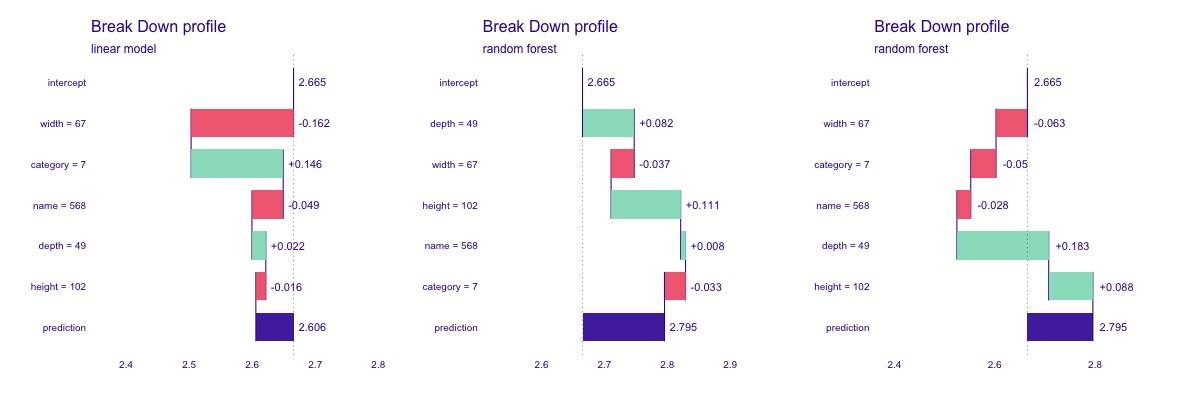 Break Down profile
linear model
intercept
2.665
width = 67
-0.162
category = 7
+0.146
name = 568
-0.049
depth = 49
+0.022
height = 102
-0.016
prediction
2.606
2.4
2.5
2.6
2.7
2.8
Break Down profile
random forest
intercept
2.665
depth = 49
+0.082
width = 67
-0.037
height = 102
+0.111
name = 568
+0.008
category = 7
-0.033
prediction
2.795
2.6
2.7
2.8
2.9
Break Down profile
random forest
intercept
2.665
width = 67
-0.063
category = 7
-0.05
name = 568
-0.028
depth = 49
+0.183
height = 102
+0.088
prediction
2.795
2.4
2.6
2.8